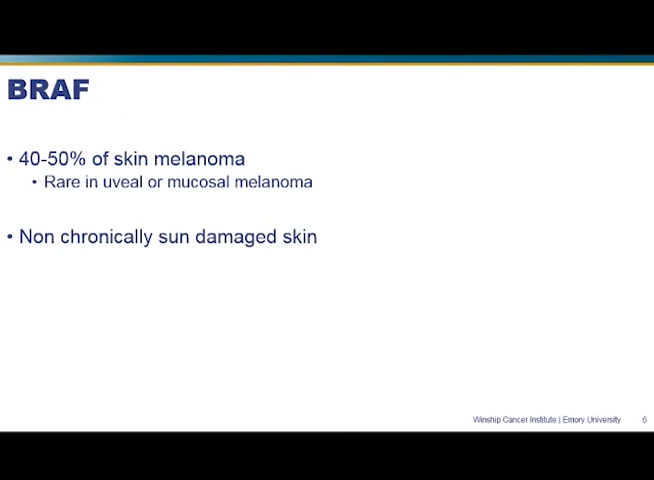 BRAF
• 40-50% of skin melanoma
• Rare in uveal or mucosal melanoma
• Non chronically sun damaged skin
Winship Cancer Institute | Emory University 6